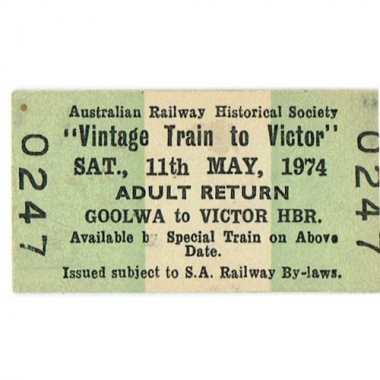 Australian Railway Historical Society
"Vintage Train to Victor"
SAT., 11th MAY, 1974
ADULT RETURN
GOOLWA to VICTOR HBR.
Available by Special Train on Above
Date.
Issued subject to S.A. Railway By-laws.
0247
0247